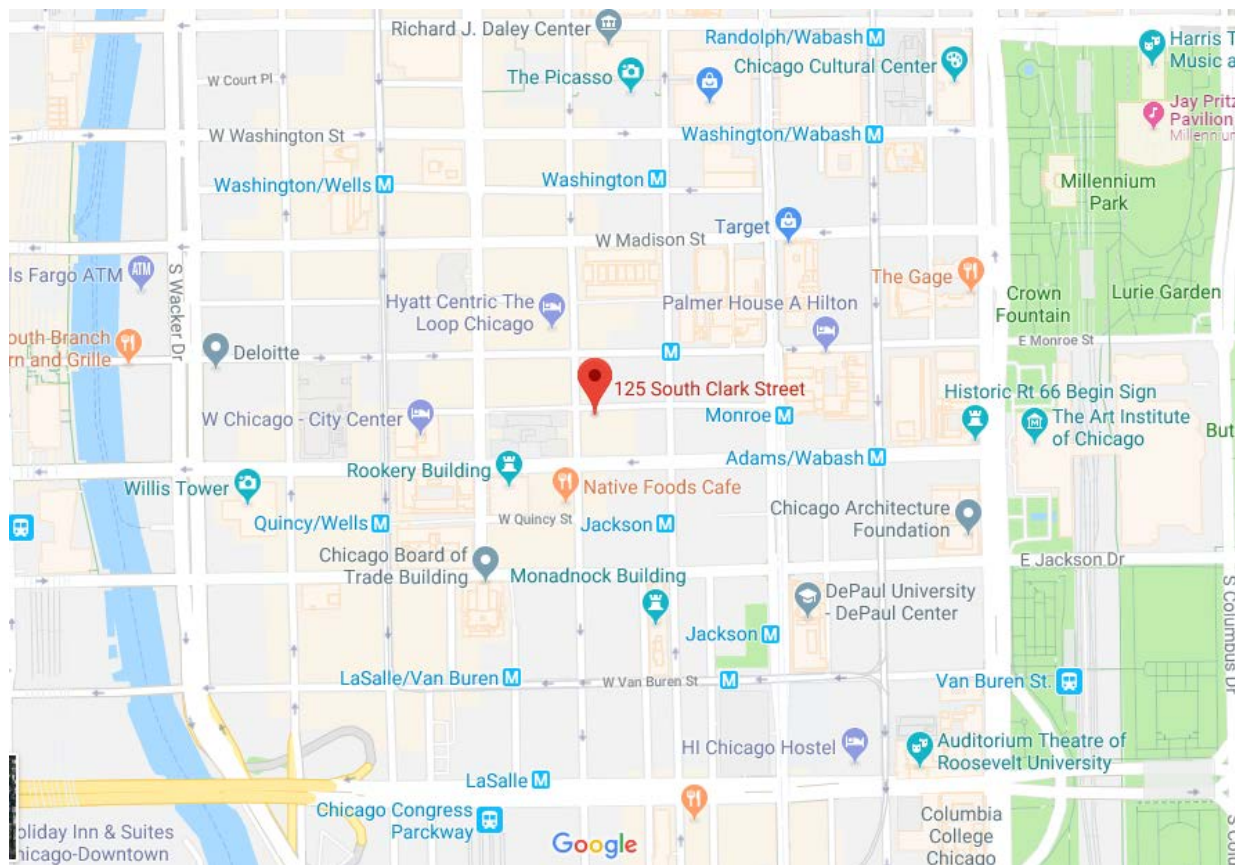 Richard J. Daley Center
Randolph/Wabash M
Harris T
Music a
The Picasso
Chicago Cultural Center
W Court Pl
Jay Pritz
Pavilion
Millenniur
W Washington St
Washington/Wabash M
Washington/Wells M
Washington M
Millennium
Park
Target
W Madison St
ls Fargo ATM
ATM
S Wacker Dr
The Gage
Hyatt Centric The
Loop Chicago
Palmer House A Hilton
Crown
Fountain
Lurie Garden
outh Branch
rn and Grille
Deloitte
M
E Monroe St
125 South Clark Street
Historic Rt 66 Begin Sign
W Chicago - City Center
Monroe M
The Art Institute
of Chicago
But
Rookery Building
Adams/Wabash M
Willis Tower
Native Foods Cafe
Quincy/Wells M
W Quincy St
Jackson M
Chicago Architecture
Foundation
Chicago Board of
Trade Building
Monadnock Building
E Jackson Dr
DePaul University
- DePaul Center
S Columbus Dr
Jackson M
LaSalle/Van Buren M
W Van Buren St
M
Van Buren St.
HI Chicago Hostel
Auditorium Theatre of
Roosevelt University
LaSalle M
Chicago Congress
Parckway
oliday Inn & Suites
hicago-Downtown
Google
Columbia
College
Chicago
S Colu